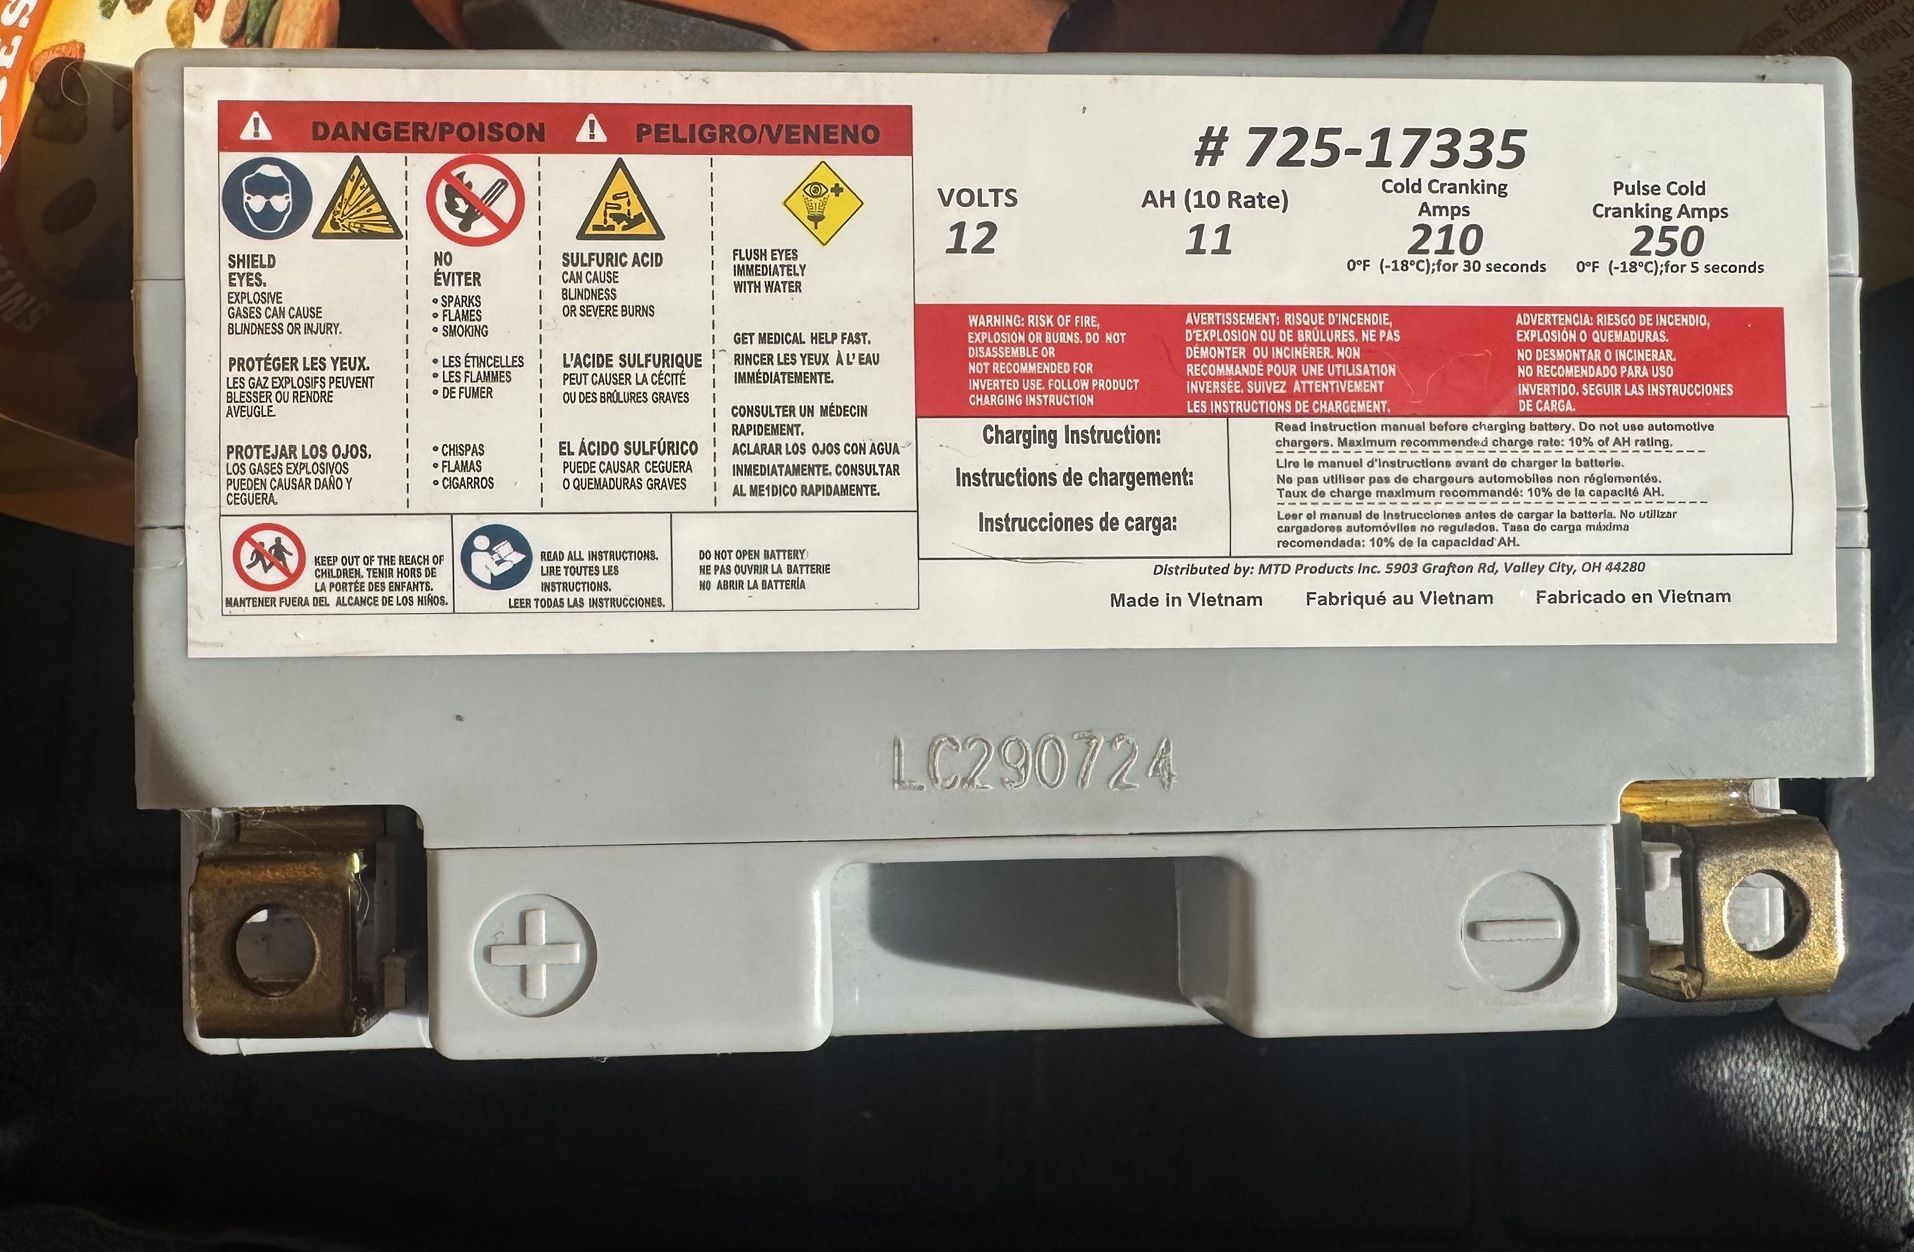 DANGER/POISON
PELIGRO/VENENO
SHIELD
EYES.
EXPLOSIVE
GASES CAN CAUSE
BLINDNESS OR INJURY.
PROTÉGER LES YEUX.
LES GAZ EXPLOSIFS PEUVENT
BLESSER OU RENDRE
AVEUGLE.
PROTEJAR LOS OJOS.
LOS GASES EXPLOSIVOS
PUEDEN CAUSAR DAÑO Y
CEGUERA.
NO
ÉVITER
• SPARKS
• FLAMES
• SMOKING
• LES ÉTINCELLES
• LES FLAMMES
• DE FUMER
• CHISPAS
• FLAMAS
• CIGARROS
SULFURIC ACID
CAN CAUSE
BLINDNESS
OR SEVERE BURNS
L'ACIDE SULFURIQUE
PEUT CAUSER LA CÉCITÉ
OU DES BRÛLURES GRAVES
EL ÁCIDO SULFÚRICO
PUEDE CAUSAR CEGUERA
O QUEMADURAS GRAVES
FLUSH EYES
IMMEDIATELY
WITH WATER
GET MEDICAL HELP FAST.
RINCER LES YEUX À L' EAU
IMMÉDIATEMENTE.
CONSULTER UN MÉDECIN
RAPIDEMENT.
ACLARAR LOS OJOS CON AGUA
INMEDIATAMENTE. CONSULTAR
AL ME1DICO RAPIDAMENTE.
KEEP OUT OF THE REACH OF
CHILDREN. TENIR HORS DE
LA PORTÉE DES ENFANTS.
MANTENER FUERA DEL ALCANCE DE LOS NIÑOS.
READ ALL INSTRUCTIONS.
LIRE TOUTES LES
INSTRUCTIONS.
LEER TODAS LAS INSTRUCCIONES.
DO NOT OPEN BATTERY
NE PAS OUVRIR LA BATTERIE
NO ABRIR LA BATTERÍA
# 725-17335
VOLTS
12
AH (10 Rate)
11
Cold Cranking
Amps
210
0°F (-18°C);for 30 seconds
Pulse Cold
Cranking Amps
250
0°F (-18°C);for 5 seconds
WARNING: RISK OF FIRE,
EXPLOSION OR BURNS. DO NOT
DISASSEMBLE OR
NOT RECOMMENDED FOR
INVERTED USE. FOLLOW PRODUCT
CHARGING INSTRUCTION
AVERTISSEMENT: RISQUE D'INCENDIE,
D'EXPLOSION OU DE BRÛLURES. NE PAS
DÉMONTER OU INCINÉRER. NON
RECOMMANDÉ POUR UNE UTILISATION
INVERSÉE. SUIVEZ ATTENTIVEMENT
LES INSTRUCTIONS DE CHARGEMENT.
ADVERTENCIA: RIESGO DE INCENDIO,
EXPLOSIÓN O QUEMADURAS.
NO DESMONTAR O INCINERAR.
NO RECOMENDADO PARA USO
INVERTIDO. SEGUIR LAS INSTRUCCIONES
DE CARGA.
Charging Instruction:
Read instruction manual before charging battery. Do not use automotive
chargers. Maximum recommended charge rate: 10% of AH rating.
Instructions de chargement:
Lire le manuel d'instructions avant de charger la batterie.
Ne pas utiliser pas de chargeurs automobiles non réglementés.
Taux de charge maximum recommandé: 10% de la capacité AH.
Instrucciones de carga:
Leer el manual de instrucciones antes de cargar la batería. No utilizar
cargadores automóviles no regulados. Tasa de carga máxima
recomendada: 10% de la capacidad AH.
Distributed by: MTD Products Inc. 5903 Grafton Rd, Valley City, OH 44280
Made in Vietnam
Fabriqué au Vietnam
Fabricado en Vietnam
LC290724
+
−